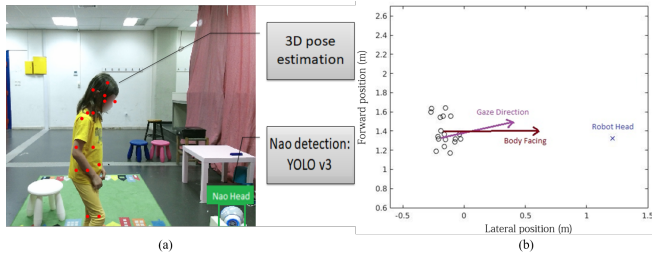 3D pose
estimation
Nao detection:
YOLO v3
Nao Head
(a)
Forward position (m)
2.6
2.4
2.2
2
1.8
1.6
1.4
1.2
1
0.8
0.6
Gaze Direction
Body Facing
Robot Head
-0.5
0
0.5
1
1.5
Lateral position (m)
(b)